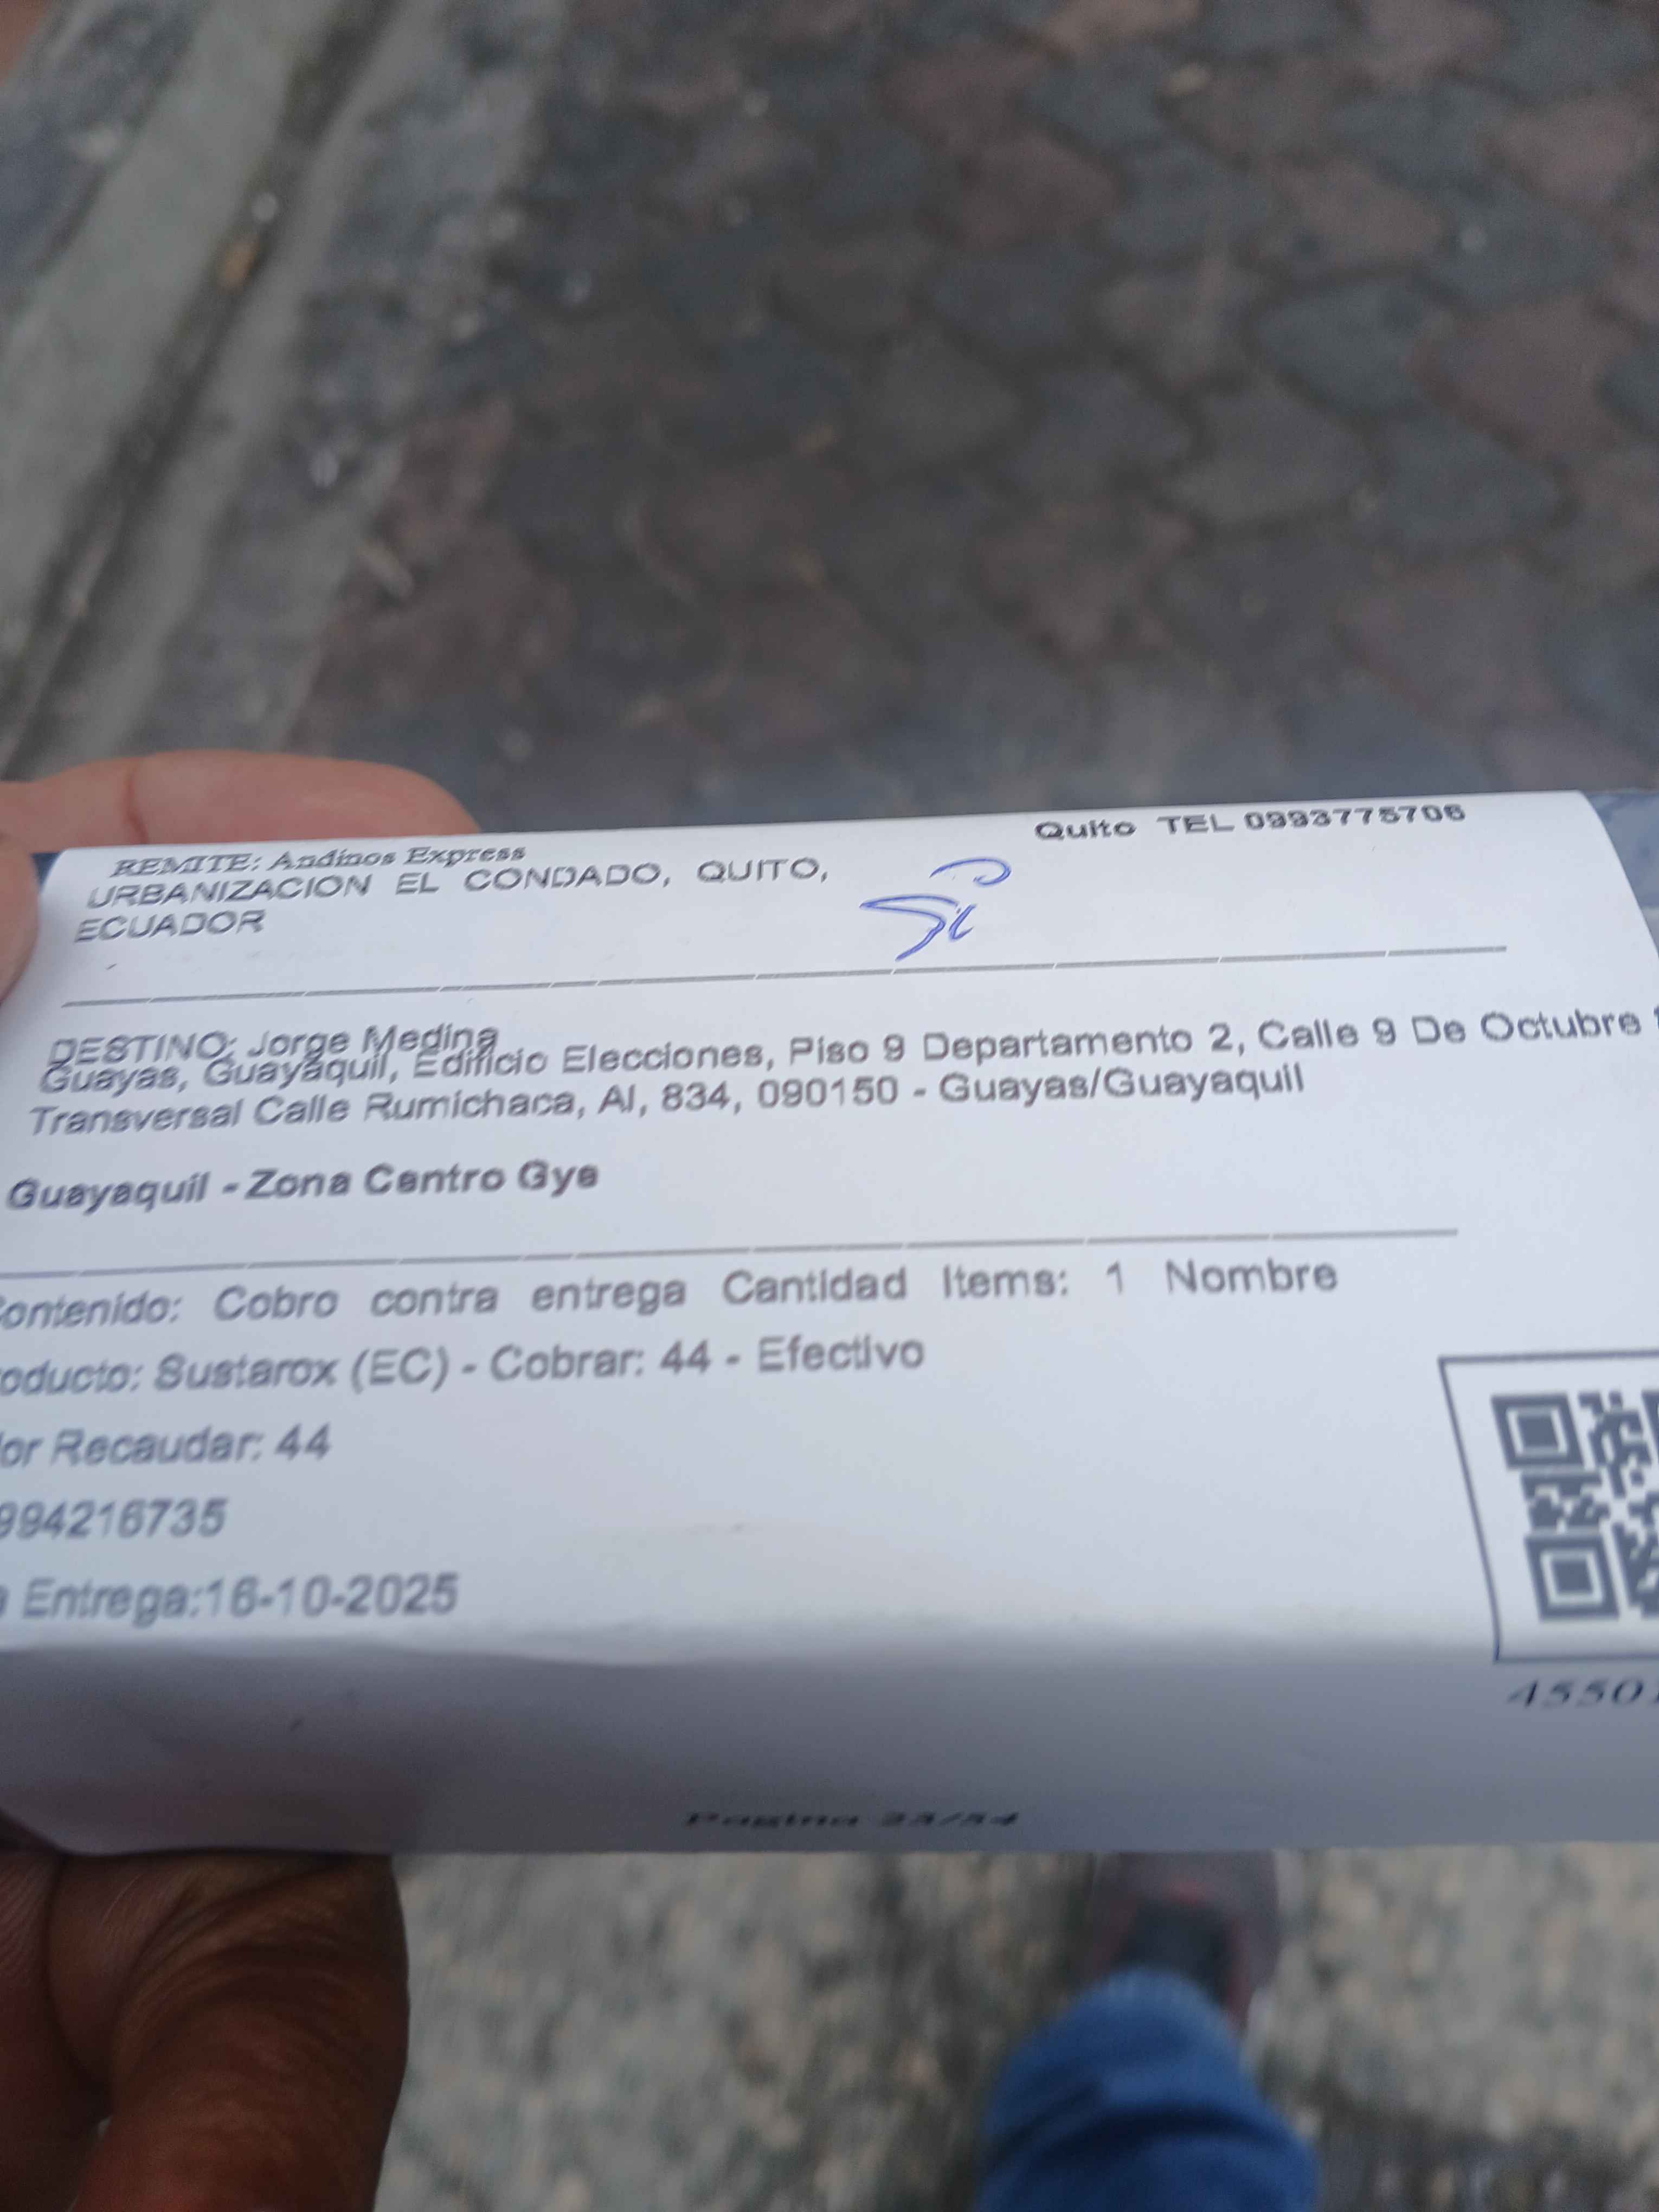 REMITE: Andinos Express
Quito TEL 0993775706
URBANIZACION EL CONDADO, QUITO,
ECUADOR
Si
DESTINO: Jorge Medina
Guayas, Guayaquil, Edificio Elecciones, Piso 9 Departamento 2, Calle 9 De Octubre
Transversal Calle Rumichaca, Al, 834, 090150 - Guayas/Guayaquil
Guayaquil - Zona Centro Gye
ontenido: Cobro contra entrega Cantidad Items: 1 Nombre
oducto: Sustarox (EC) - Cobrar: 44 - Efectivo
or Recaudar: 44
994216735
Entrega:16-10-2025
4550
Pagina